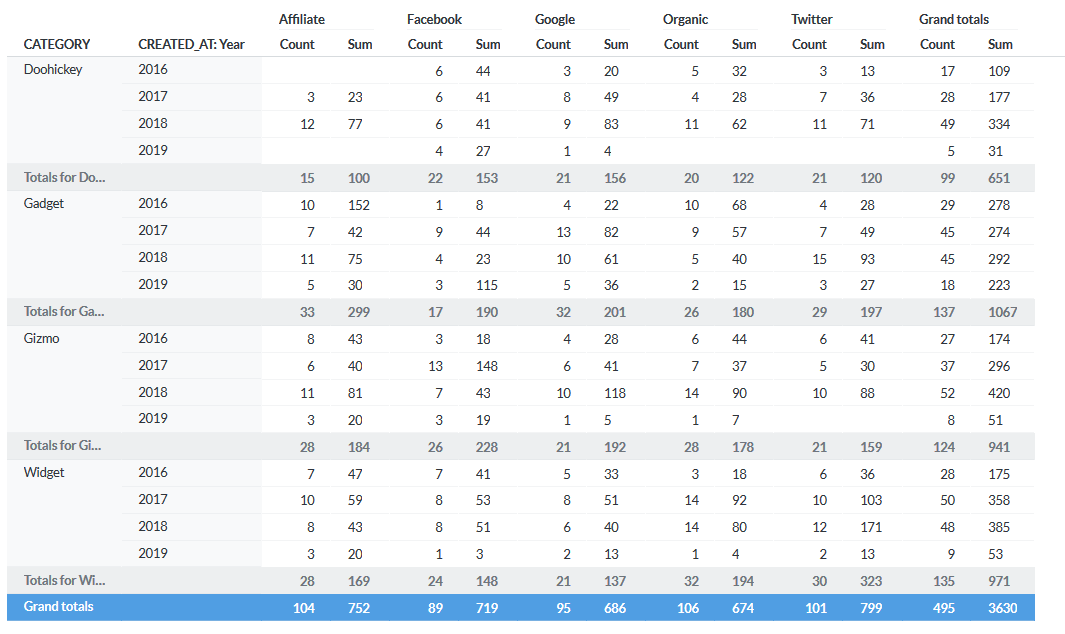 Affiliate Facebook Google Organic Twitter Grand totals
CATEGORY CREATED_AT: Year Count Sum Count Sum Count Sum Count Sum Count Sum Count Sum
Doohickey 2016 6 44 3 20 5 32 3 13 17 109
2017 3 23 6 41 8 49 4 28 7 36 28 177
2018 12 77 6 41 9 83 11 62 11 71 49 334
2019 4 27 1 4 5 31
Totals for Do... 15 100 22 153 21 156 20 122 21 120 99 651
Gadget 2016 10 152 1 8 4 22 10 68 4 28 29 278
2017 7 42 9 44 13 82 9 57 7 49 45 274
2018 11 75 4 23 10 61 5 40 15 93 45 292
2019 5 30 3 115 5 36 2 15 3 27 18 223
Totals for Ga... 33 299 17 190 32 201 26 180 29 197 137 1067
Gizmo 2016 8 43 3 18 4 28 6 44 6 41 27 174
2017 6 40 13 148 6 41 7 37 5 30 37 296
2018 11 81 7 43 10 118 14 90 10 88 52 420
2019 3 20 3 19 1 5 1 7 8 51
Totals for Gi... 28 184 26 228 21 192 28 178 21 159 124 941
Widget 2016 7 47 7 41 5 33 3 18 6 36 28 175
2017 10 59 8 53 8 51 14 92 10 103 50 358
2018 8 43 8 51 6 40 14 80 12 171 48 385
2019 3 20 1 3 2 13 1 4 2 13 9 53
Totals for Wi... 28 169 24 148 21 137 32 194 30 323 135 971
Grand totals 104 752 89 719 95 686 106 674 101 799 495 3630